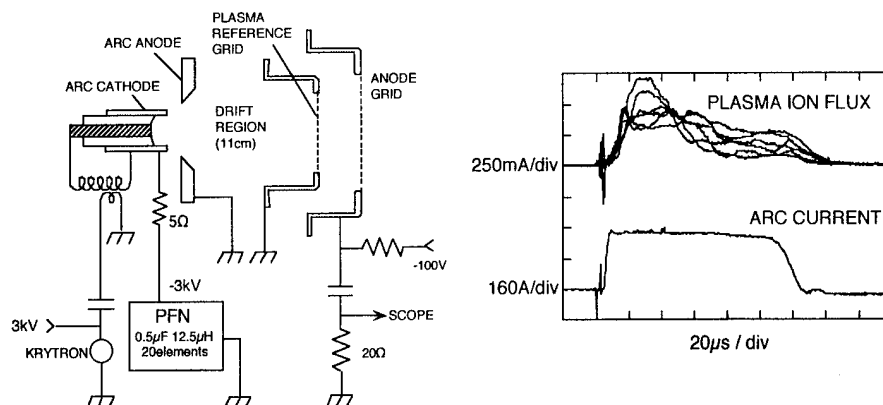 PLASMA
REFERENCE
GRID
ARC ANODE
ANODE
GRID
ARC CATHODE
DRIFT
REGION
(11cm)
5Ω
-100V
-3kV
PFN
0.5μF 12.5μH
20elements
SCOPE
3kV
KRYTRON
20Ω
PLASMA ION FLUX
250mA/div
ARC CURRENT
160A/div
20μs / div